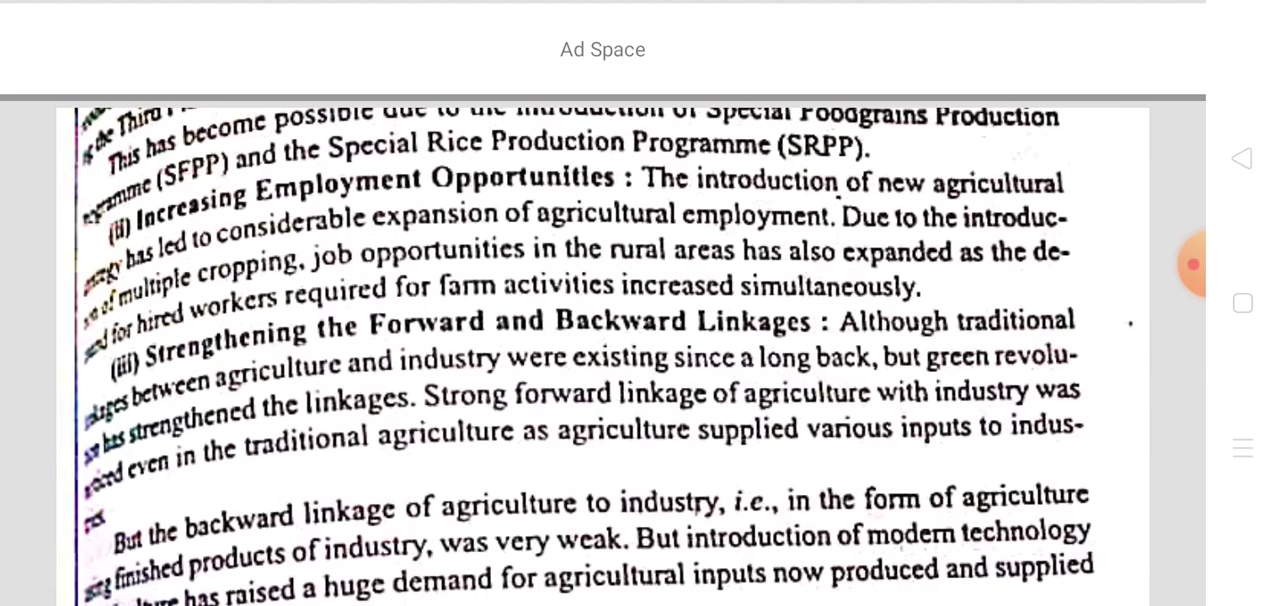 Ad Space
the Third
This has become possible due to the introduction of Special Foodgrains Production
(SFPP) and the Special Rice Production Programme (SRPP).
(ii) Increasing Employment Opportunities : The introduction of new agricultural
has led to considerable expansion of agricultural employment. Due to the introduc-
of multiple cropping, job opportunities in the rural areas has also expanded as the de-
for hired workers required for farm activities increased simultaneously.
(iii) Strengthening the Forward and Backward Linkages : Although traditional
between agriculture and industry were existing since a long back, but green revolu-
has strengthened the linkages. Strong forward linkage of agriculture with industry was
even in the traditional agriculture as agriculture supplied various inputs to indus-
But the backward linkage of agriculture to industry, i.e., in the form of agriculture
finished products of industry, was very weak. But introduction of modern technology
has raised a huge demand for agricultural inputs now produced and supplied